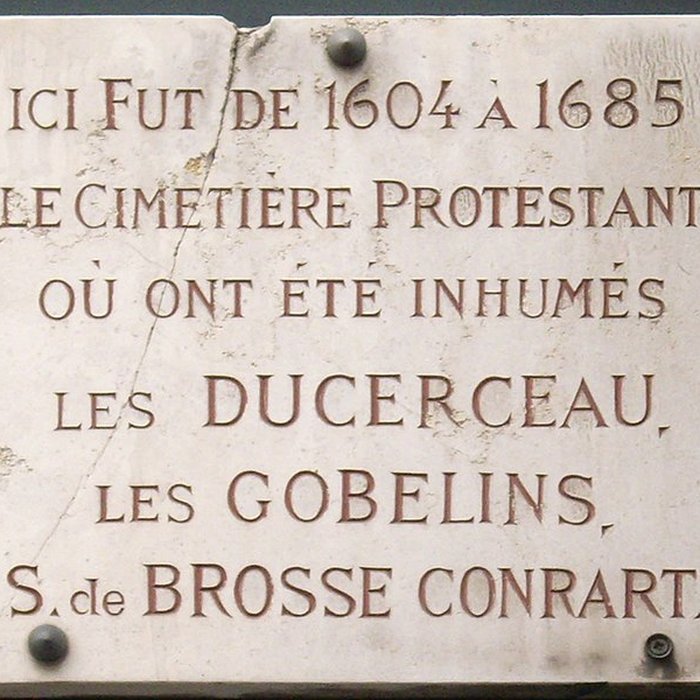 ICI FUT DE 1604 À 1685
LE CIMETIÈRE PROTESTANT
OÙ ONT ÉTÉ INHUMÉS
LES DUCERCEAU,
LES GOBELINS,
S. de BROSSE CONRART